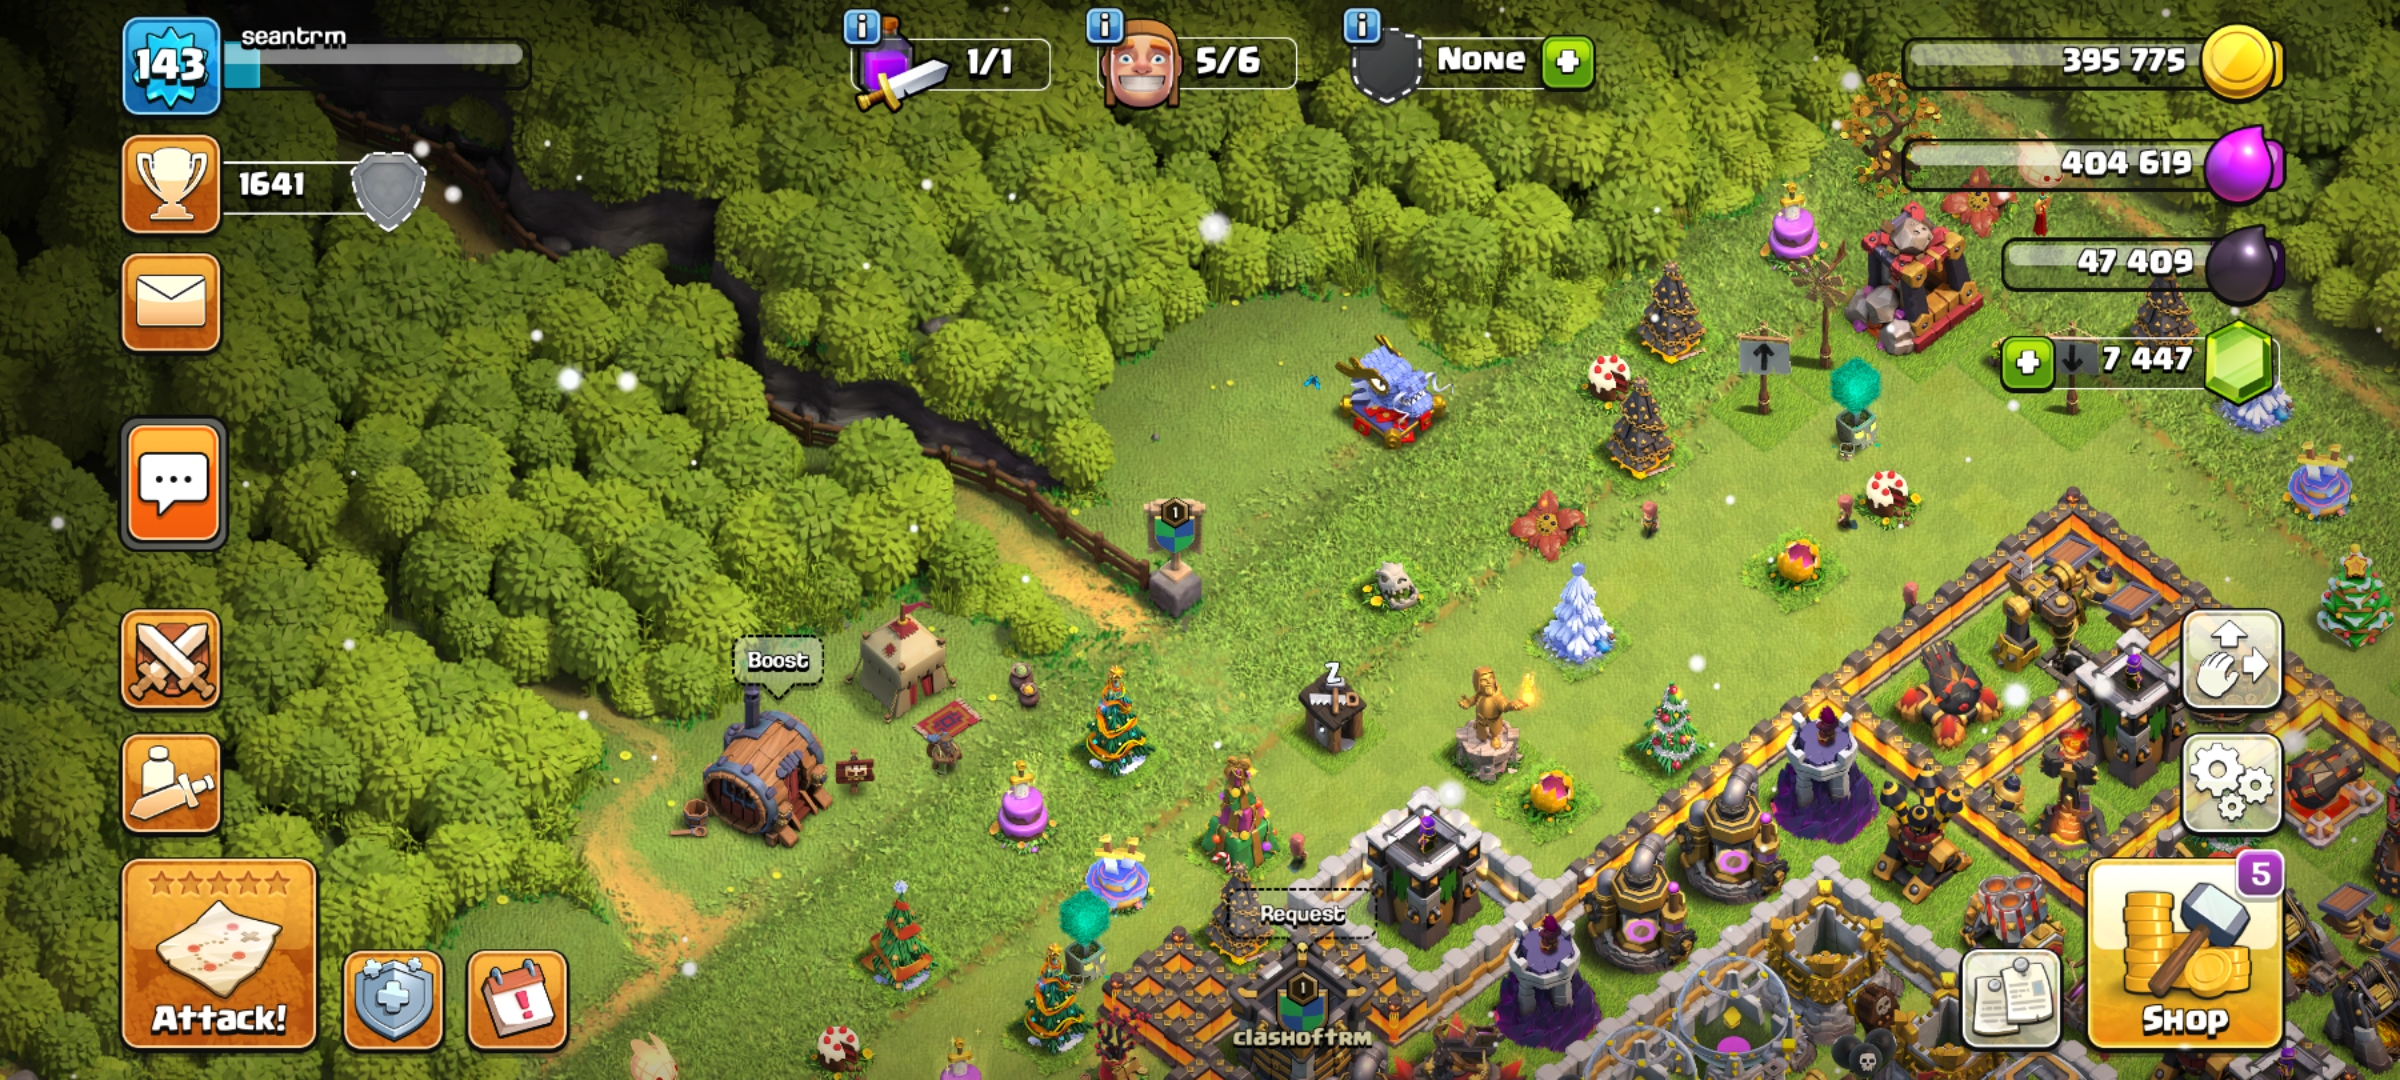 143
seantrm
1/1
5/6
None
395 775
1641
404 619
47 409
7 447
1
Boost
Z
Request
1
clashoftrm
Attack!
5
Shop